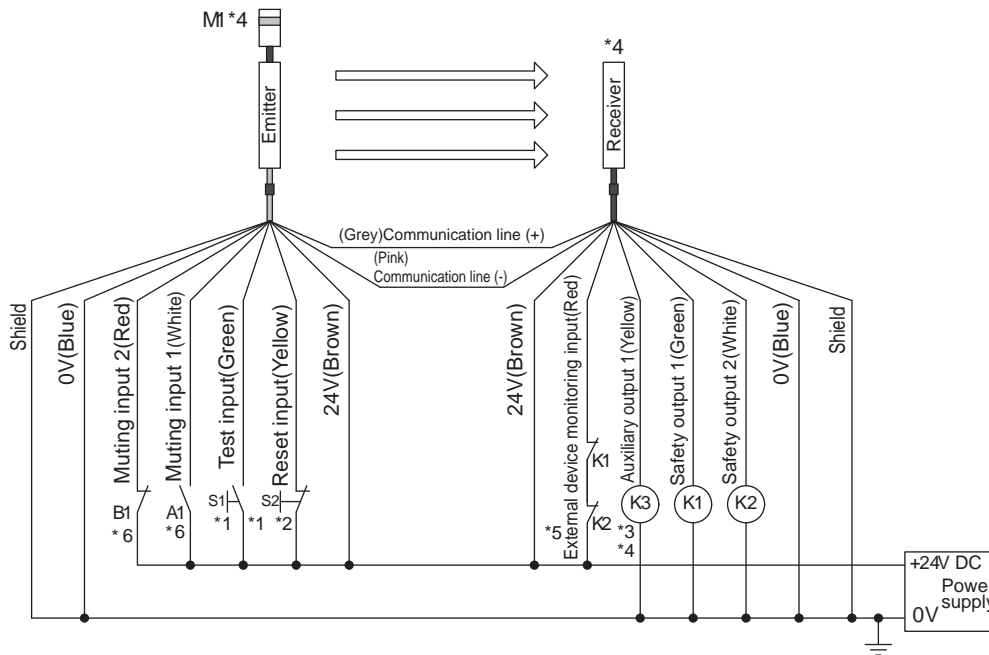 M1 *4
*4
Emitter
Receiver
(Grey)Communication line (+)
(Pink)
Communication line (-)
Shield
0V(Blue)
Muting input 2(Red)
Muting input 1(White)
Test input(Green)
Reset input(Yellow)
24V(Brown)
24V(Brown)
External device monitoring input(Red)
Auxiliary output 1(Yellow)
Safety output 1(Green)
Safety output 2(White)
0V(Blue)
Shield
B1
*6
A1
*6
S1
*1
*1
S2
*2
K1
K2
*5
K3
*3
*4
K1
K2
+24V DC
Power
supply
0V